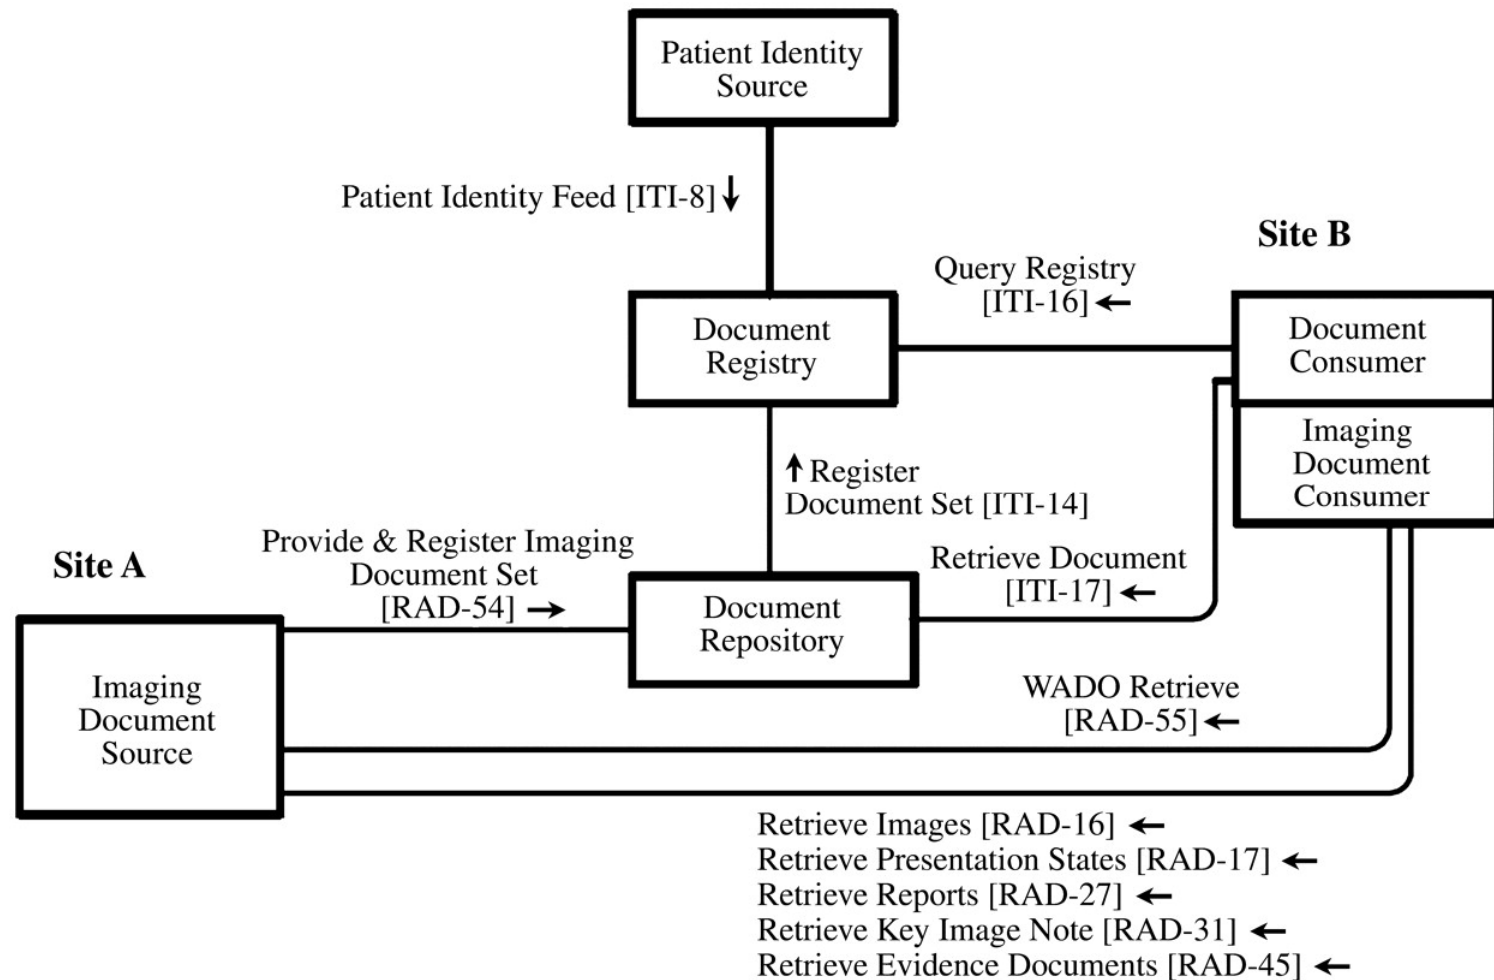 Patient Identity
Source
Patient Identity Feed [ITI-8]
Site B
Query Registry
[ITI-16]
Document
Registry
Document
Consumer
Imaging
Document
Consumer
Register
Document Set [ITI-14]
Provide & Register Imaging
Document Set
[RAD-54]
Retrieve Document
[ITI-17]
Site A
Document
Repository
Imaging
Document
Source
WADO Retrieve
[RAD-55]
Retrieve Images [RAD-16]
Retrieve Presentation States [RAD-17]
Retrieve Reports [RAD-27]
Retrieve Key Image Note [RAD-31]
Retrieve Evidence Documents [RAD-45]